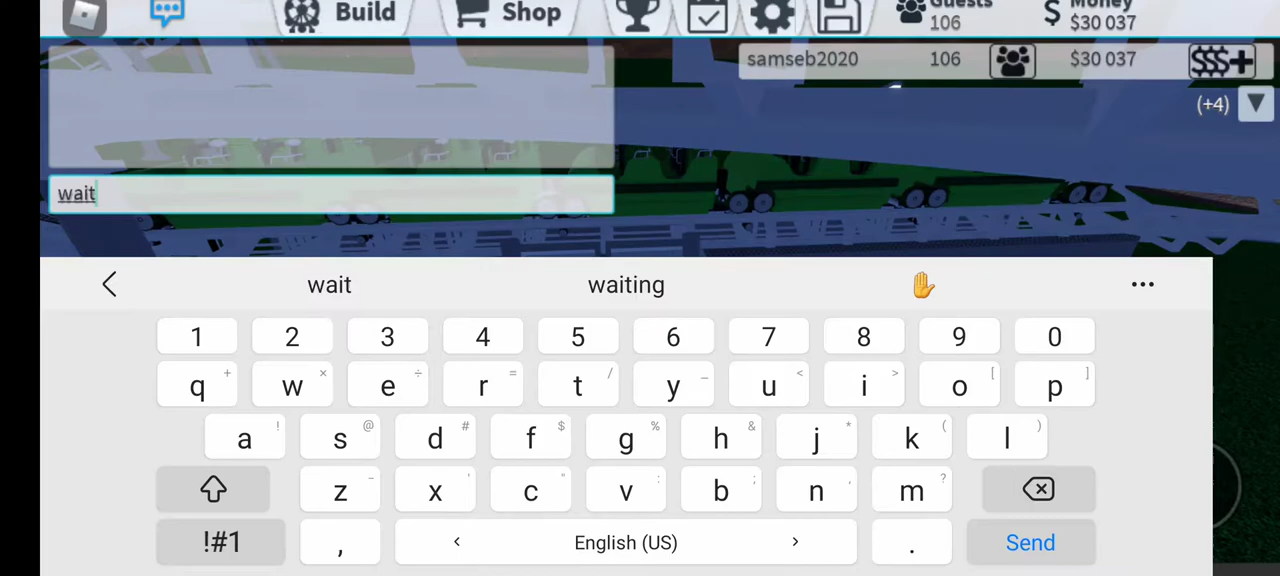 Build Shop Guests Money
106 $30 037
samseb2020 106 $30 037 $$$+
(+4)
wait
wait waiting
1 2 3 4 5 6 7 8 9 0
q + w × e ÷ r = t / y _ u < i > o [ p ]
a ! s @ d # f $ g % h & j * k ( l )
z - x ' c " v : b ; n , m ?
!#1 , < English (US) > . Send